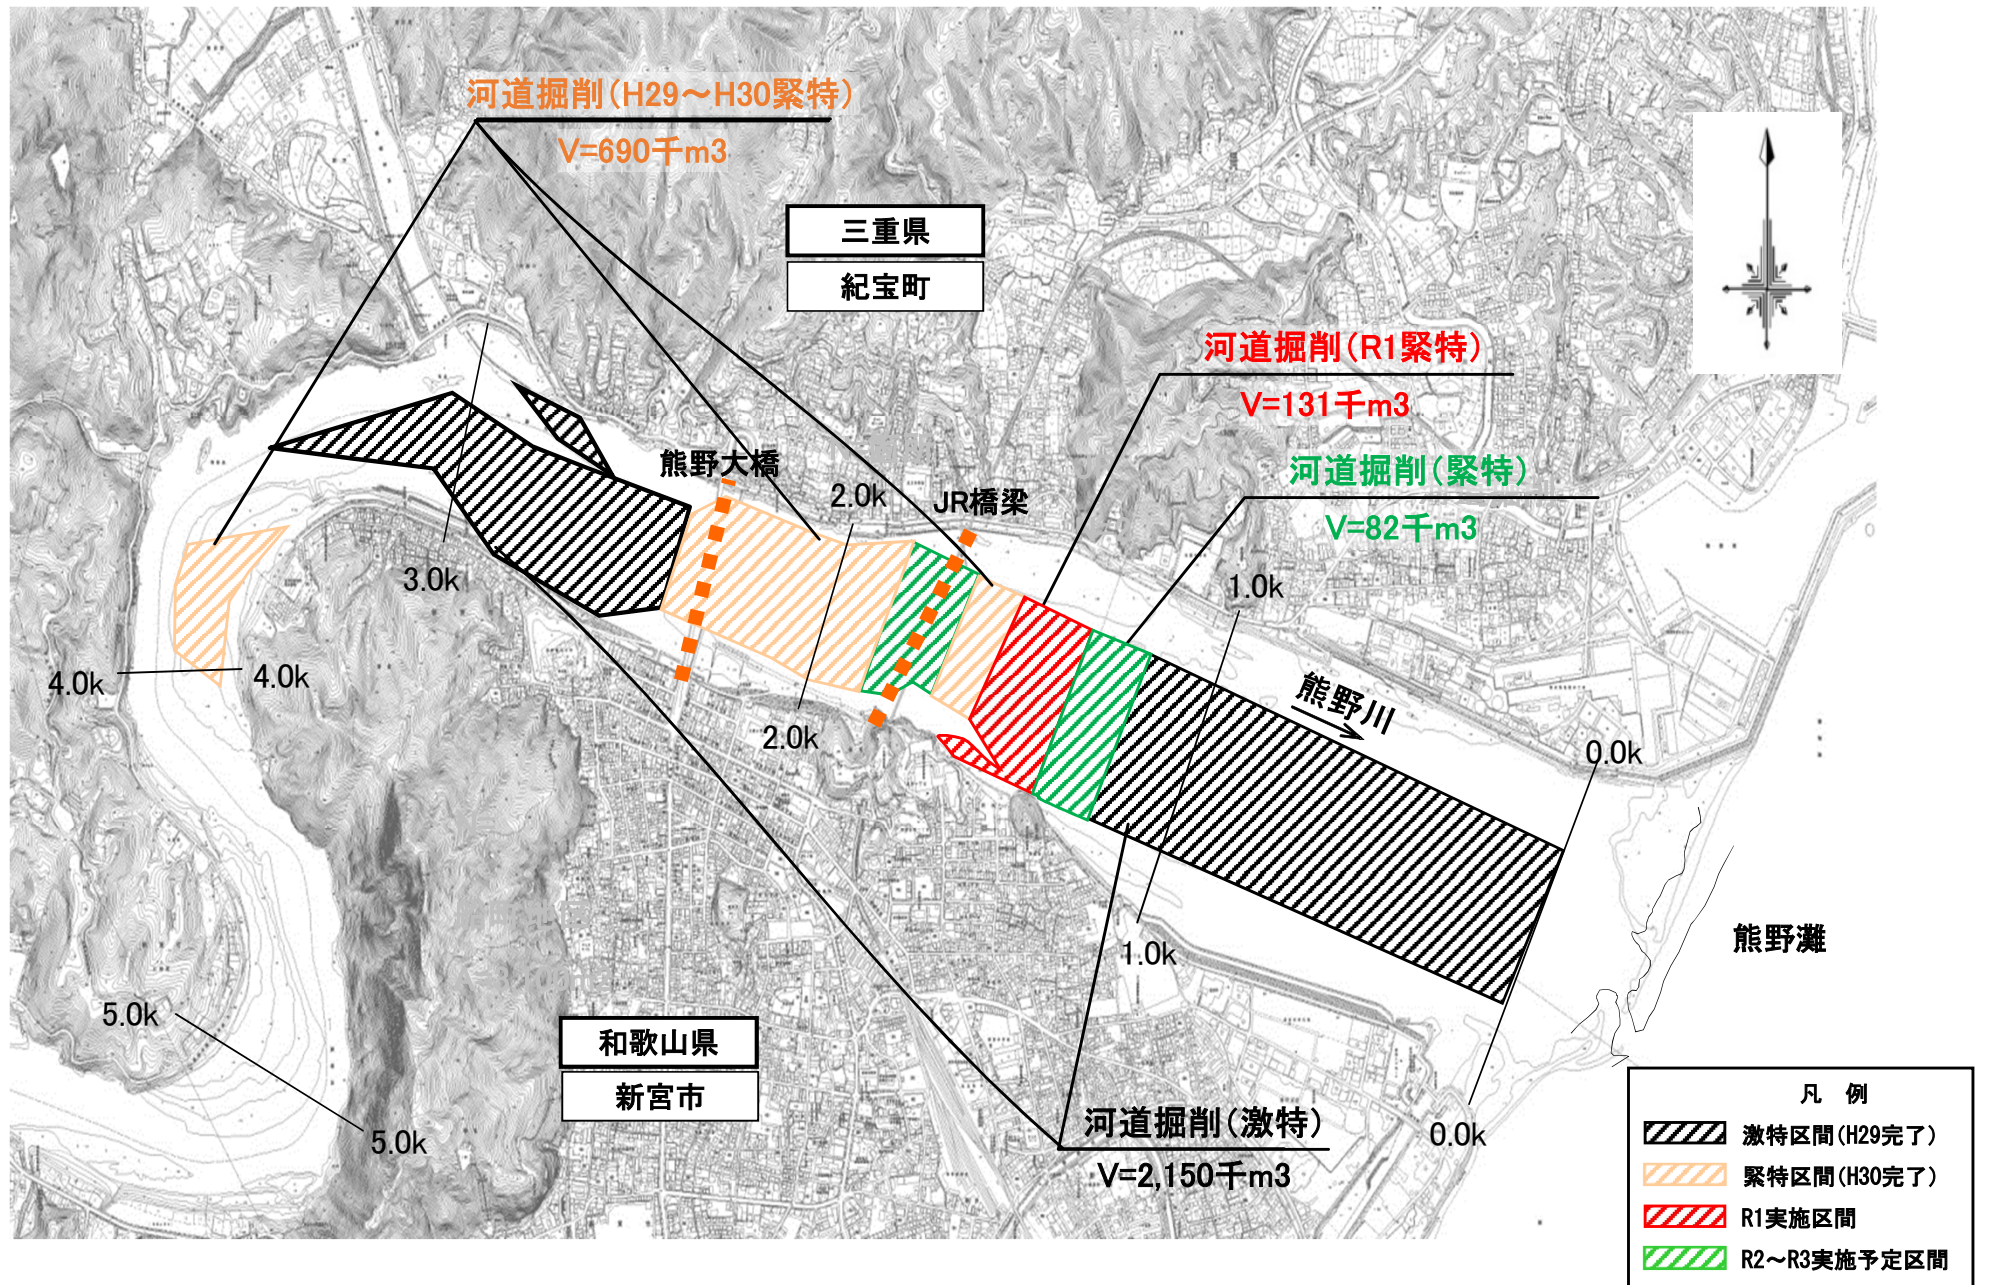 河道掘削(H29～H30緊特)
V=690千m3
三重県
紀宝町
河道掘削(R1緊特)
V=131千m3
河道掘削(緊特)
V=82千m3
熊野大橋
2.0k
JR橋梁
3.0k
1.0k
4.0k
4.0k
2.0k
熊野川
0.0k
1.0k
熊野灘
5.0k
5.0k
和歌山県
新宮市
河道掘削(激特)
V=2,150千m3
0.0k
凡 例
激特区間(H29完了)
緊特区間(H30完了)
R1実施区間
R2～R3実施予定区間